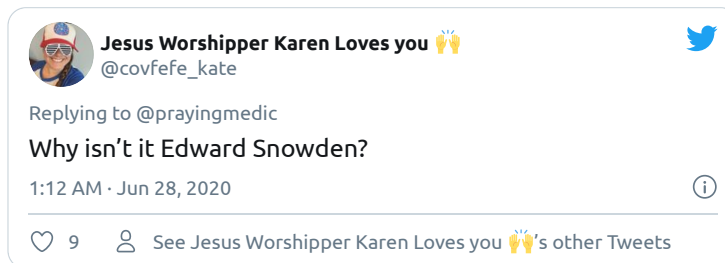 Jesus Worshipper Karen Loves you 🙌
@covfefe_kate
Replying to @prayingmedic
Why isn’t it Edward Snowden?
1:12 AM · Jun 28, 2020
9 See Jesus Worshipper Karen Loves you 🙌’s other Tweets